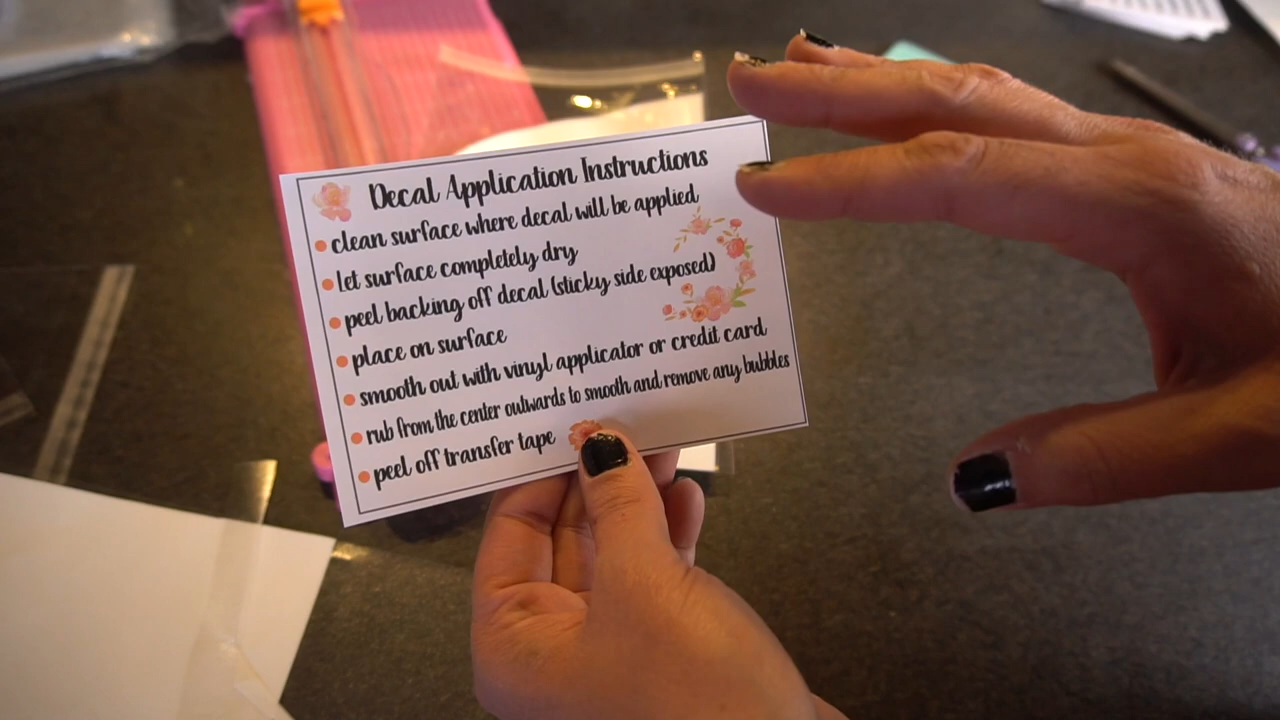 Decal Application Instructions
clean surface where decal will be applied
let surface completely dry
peel backing off decal (sticky side exposed)
place on surface
smooth out with vinyl applicator or credit card
rub from the center outwards to smooth and remove any bubbles
peel off transfer tape